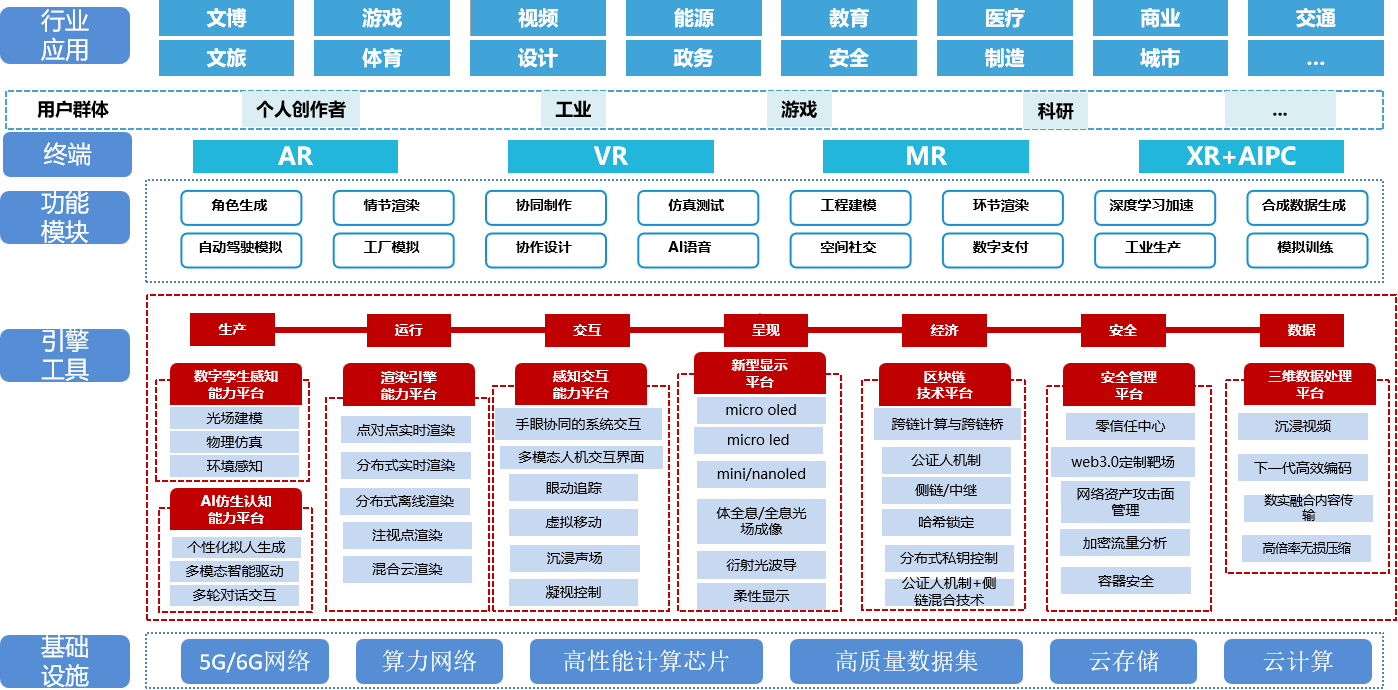 行业
应用
文博 游戏 视频 能源 教育 医疗 商业 交通
文旅 体育 设计 政务 安全 制造 城市 ...
用户群体 个人创作者 工业 游戏 科研 ...
终端 AR VR MR XR+AIPC
功能
模块
角色生成 情节渲染 协同制作 仿真测试 工程建模 环节渲染 深度学习加速 合成数据生成
自动驾驶模拟 工厂模拟 协作设计 AI语音 空间社交 数字支付 工业生产 模拟训练
引擎
工具
生产 运行 交互 呈现 经济 安全 数据
数字孪生感知
能力平台
光场建模
物理仿真
环境感知
AI仿生认知
能力平台
个性化拟人生成
多模态智能驱动
多轮对话交互
渲染引擎
能力平台
点对点实时渲染
分布式实时渲染
分布式离线渲染
注视点渲染
混合云渲染
感知交互
能力平台
手眼协同的系统交互
多模态人机交互界面
眼动追踪
虚拟移动
沉浸声场
凝视控制
新型显示
平台
micro oled
micro led
mini/nanoled
体全息/全息光
场成像
衍射光波导
柔性显示
区块链
技术平台
跨链计算与跨链桥
公证人机制
侧链/中继
哈希锁定
分布式私钥控制
公证人机制+侧
链混合技术
安全管理
平台
零信任中心
web3.0定制靶场
网络资产攻击面
管理
加密流量分析
容器安全
三维数据处理
平台
沉浸视频
下一代高效编码
数实融合内容传
输
高倍率无损压缩
基础
设施
5G/6G网络 算力网络 高性能计算芯片 高质量数据集 云存储 云计算